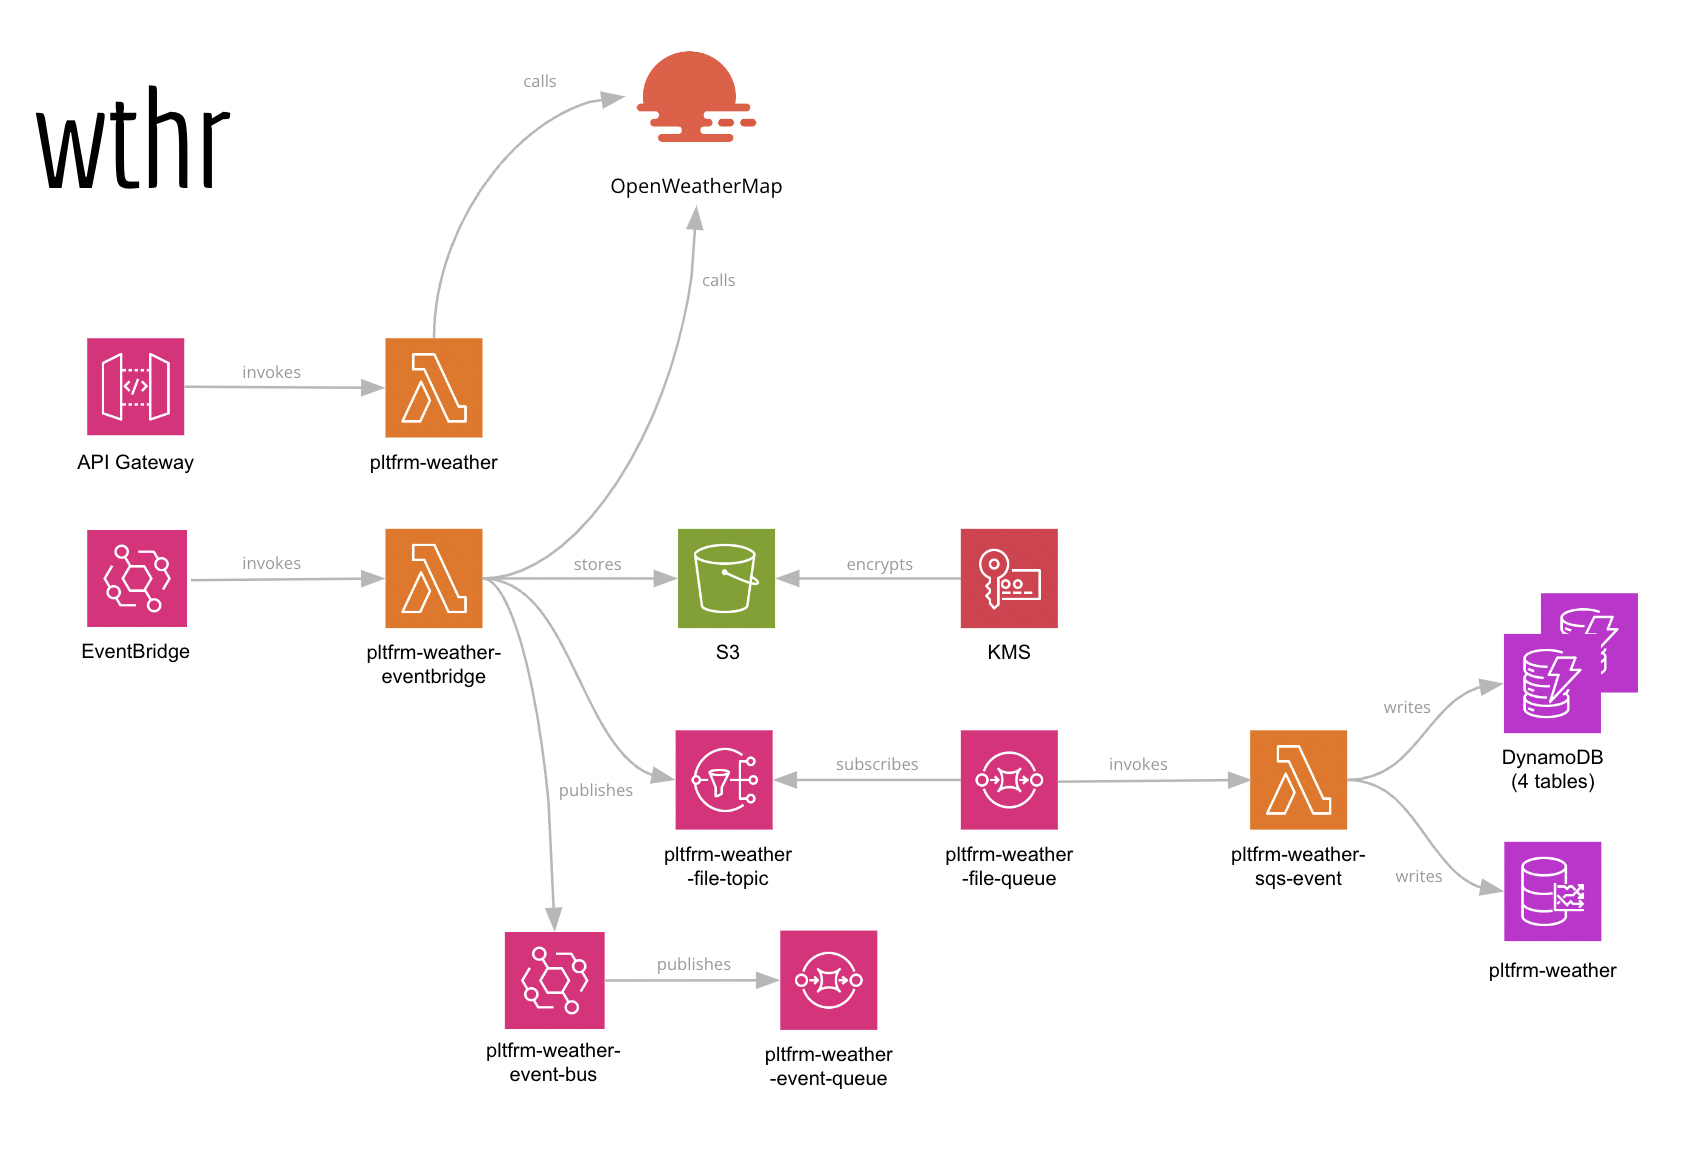 wthr
calls
OpenWeatherMap
calls
invokes
API Gateway
pltfrm-weather
invokes
stores
encrypts
EventBridge
pltfrm-weather-
eventbridge
S3
KMS
writes
DynamoDB
(4 tables)
publishes
subscribes
invokes
pltfrm-weather
-file-topic
pltfrm-weather
-file-queue
pltfrm-weather-
sqs-event
writes
pltfrm-weather
publishes
pltfrm-weather-
event-bus
pltfrm-weather
-event-queue